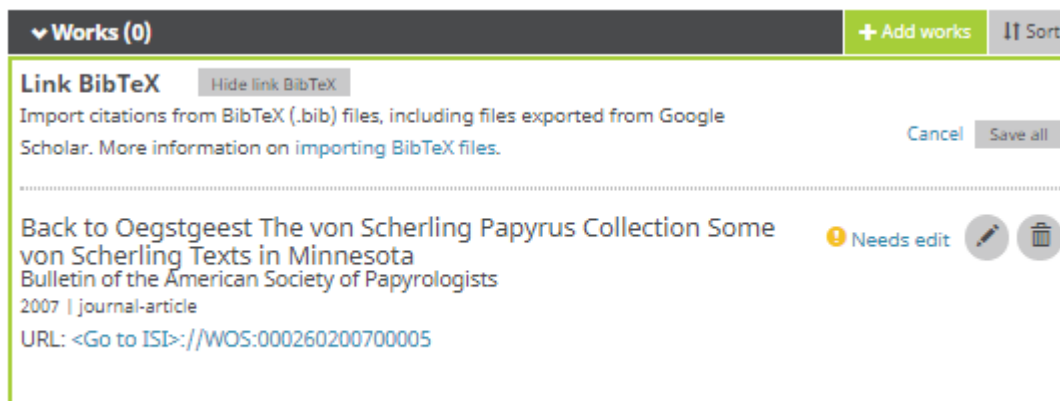 Works (0)
Add works
Sort
Link BibTeX
Hide link BibTeX
Import citations from BibTeX (.bib) files, including files exported from Google
Scholar. More information on importing BibTeX files.
Cancel
Save all
Back to Oegstgeest The von Scherling Papyrus Collection Some
von Scherling Texts in Minnesota
Needs edit
Bulletin of the American Society of Papyrologists
2007 | journal-article
URL: <Go to ISI>://WOS:000260200700005